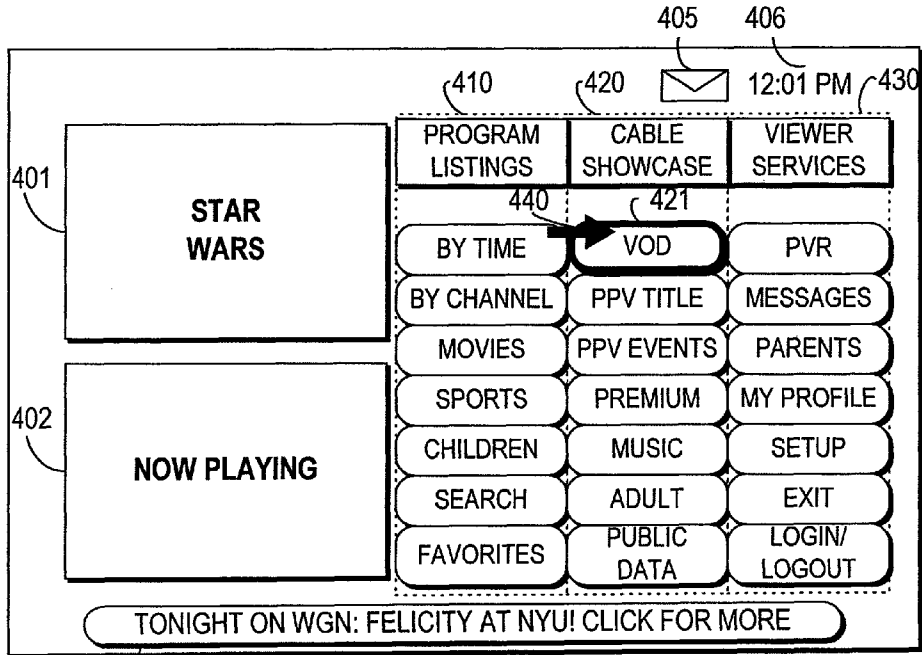 405 406
12:01 PM 430
410 420
PROGRAM LISTINGS
CABLE SHOWCASE
VIEWER SERVICES
401
STAR
WARS
440 421
BY TIME VOD PVR
BY CHANNEL PPV TITLE MESSAGES
MOVIES PPV EVENTS PARENTS
402
SPORTS PREMIUM MY PROFILE
NOW PLAYING
CHILDREN MUSIC SETUP
SEARCH ADULT EXIT
FAVORITES PUBLIC DATA LOGIN/ LOGOUT
TONIGHT ON WGN: FELICITY AT NYU! CLICK FOR MORE